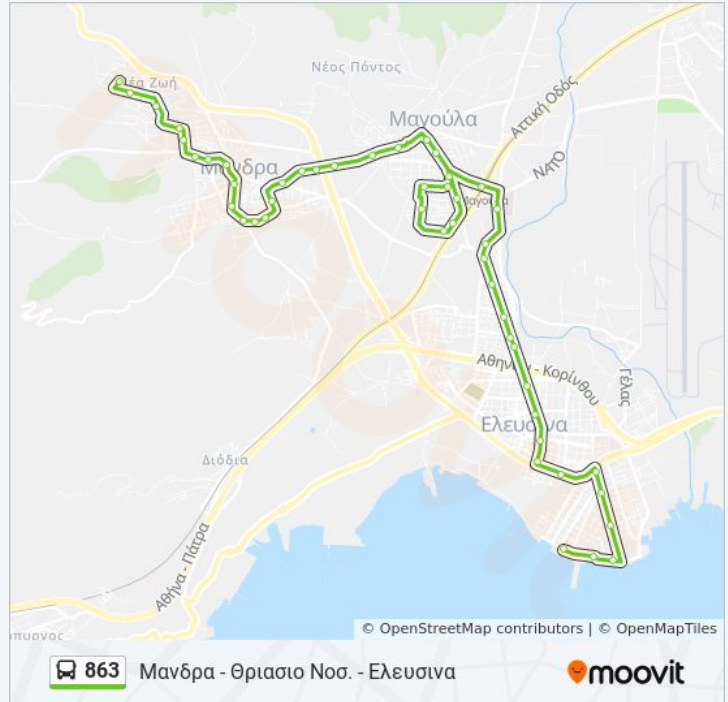 Νέος Πόντος
Νέα Ζωή
Μαγούλα
Αττική Οδός
ΝΑΤΟ
Μάνδρα
Μαγούλα
Αθηνών - Κορίνθου
Γέλας
Ελευσίνα
Διόδια
Αθήνα - Πάτρα
© OpenStreetMap contributors | © OpenMapTiles
863 Μανδρα - Θριασιο Νοσ. - Ελευσινα
moovit